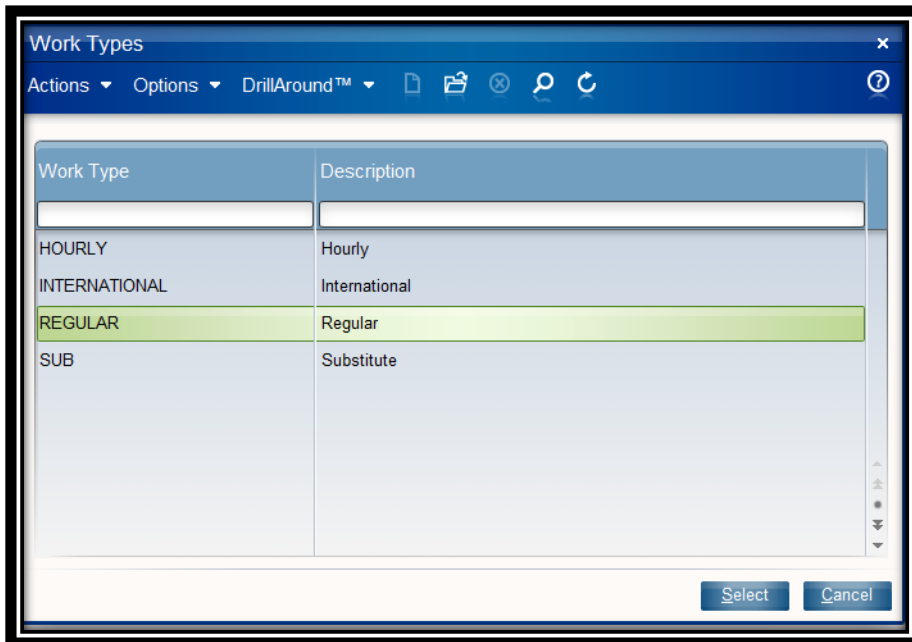 Work Types
Actions Options DrillAround™
Work Type Description
HOURLY Hourly
INTERNATIONAL International
REGULAR Regular
SUB Substitute
Select Cancel